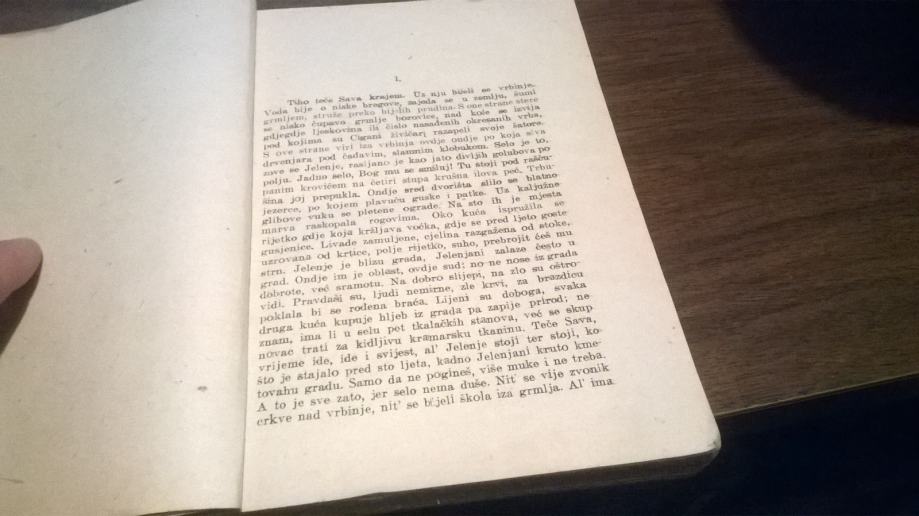 1.
Tiho teče Sava krajem. Uz nju bijeli se vrbinje.
Voda bije o niske bregove, zajeda se u zemlju, šumi
grmljem, struže preko bijelih prudina. S one strane stere
se nisko čupavo grmlje borovice, nad koće se izvija
gdjegdje ljeskovina ili čislo nasađenih okresanih vrba,
pod kojima su Cigani živičari razapeli svoje šatore.
S ove strane viri iz vrbinja ovdje ondje po koja siva
drvenjara pod čađavim, slamnim klobukom. Selo je to,
zove se Jelenje, rasijano je kao jato divljih golubova po
polju. Jadno selo, Bog mu se smiluj! Tu stoji pod rašču-
panim krovićem na četiri stupa krušna ilova peć. Trbu-
šina joj prepukla. Ondje sred dvorišta slilo se blatno
jezerce, po kojem plavuću guske i patke. Uz kaljužne
glibove vuku se pletene ograde. Na sto ih je mjesta
marva raskopala rogovima. Oko kuća ispružila se
rijetko gdje koja kržljava voćka, gdje se pred ljeto goste
gusjenice. Livade zamuljene, cjelina razgažena od stoke,
uzrovana od krtice, polje rijetko, suho, prebrojit ćeš mu
strn. Jelenje je blizu grada, Jelenjani zalaze često u
grad. Ondje im je oblast, ovdje sud; no ne nose iz grada
dobrote, već sramotu. Na dobro slijepi, na zlo su oštro-
vidi. Pravdaši su, ljudi nemirne, zle krvi, za brazdicu
poklala bi se rođena braća. Lijeni su doboga, svaka
druga kuća kupuje hljeb iz grada pa zapije prirod; ne
znam, ima li u selu pet tkalačkih stanova, već se skup
novac trati za kidljivu kramarsku tkaninu. Teče Sava,
vrijeme ide, ide i svijest, al' Jelenje stoji ter stoji, ko-
što je stajalo pred sto ljeta, kadno Jelenjani kruto kme-
tovahu gradu. Samo da ne pogineš, više muke i ne treba.
A to je sve zato, jer selo nema duše. Nit' se vije zvonik
crkve nad vrbinje, nit' se bijeli škola iza grmlja. Al' ima